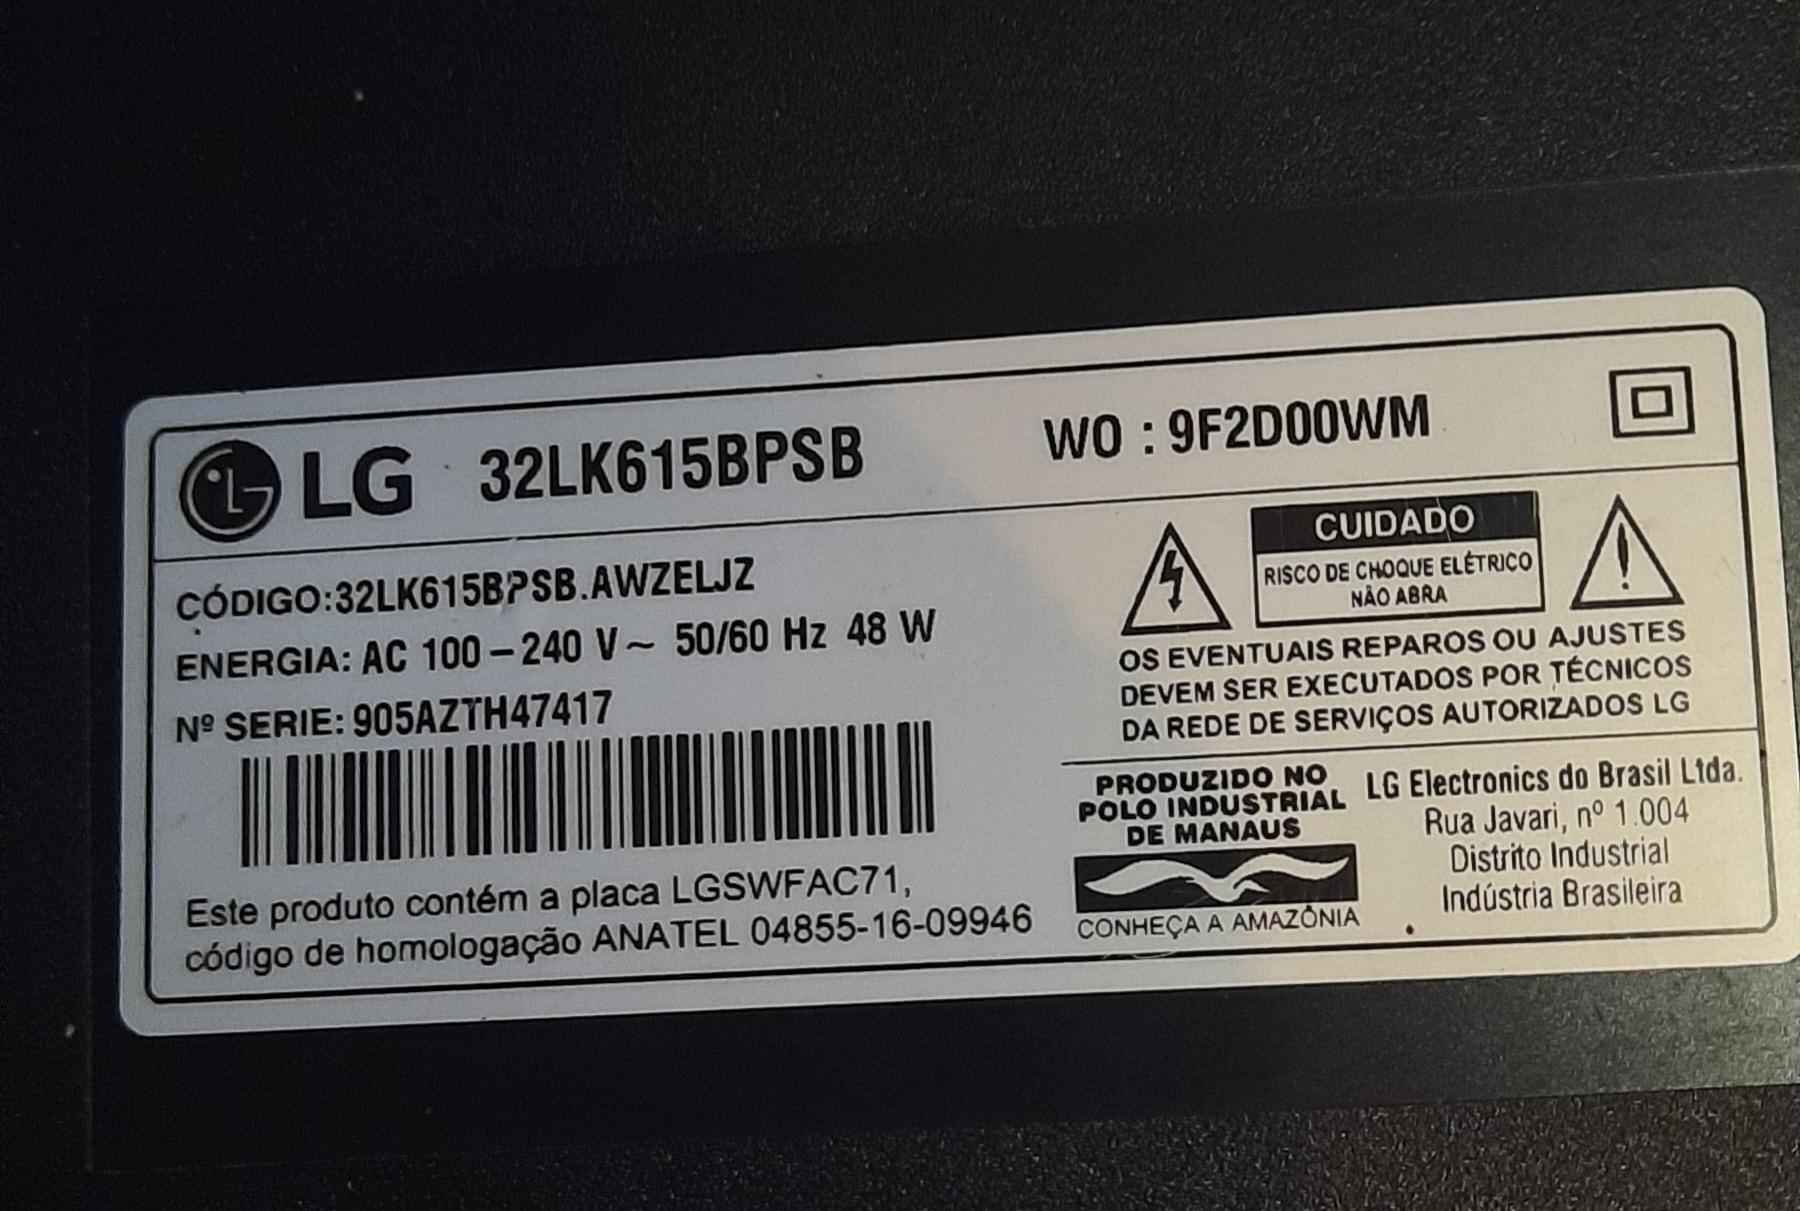 LG 32LK615BPSB WO : 9F2D00WM
CÓDIGO:32LK615BPSB.AWZELJZ
ENERGIA: AC 100 – 240 V ~ 50/60 Hz 48 W
Nº SERIE: 905AZTH47417
Este produto contém a placa LGSWFAC71,
código de homologação ANATEL 04855-16-09946
CUIDADO
RISCO DE CHOQUE ELÉTRICO
NÃO ABRA
OS EVENTUAIS REPAROS OU AJUSTES
DEVEM SER EXECUTADOS POR TÉCNICOS
DA REDE DE SERVIÇOS AUTORIZADOS LG
PRODUZIDO NO
POLO INDUSTRIAL
DE MANAUS
CONHEÇA A AMAZÔNIA
LG Electronics do Brasil Ltda.
Rua Javari, nº 1.004
Distrito Industrial
Indústria Brasileira